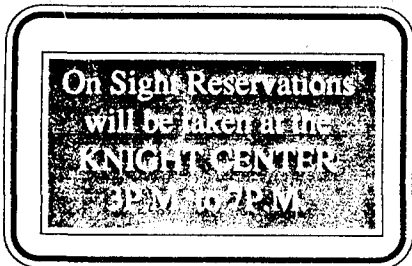 On Sight Reservations
will be taken at the
KNIGHT CENTER
3P.M. to 7P.M.